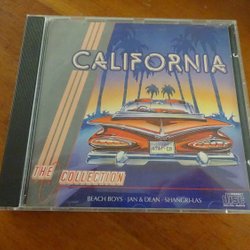 CALIFORNIA
THE COLLECTION
BEACH BOYS · JAN & DEAN · SHANGRI-LAS